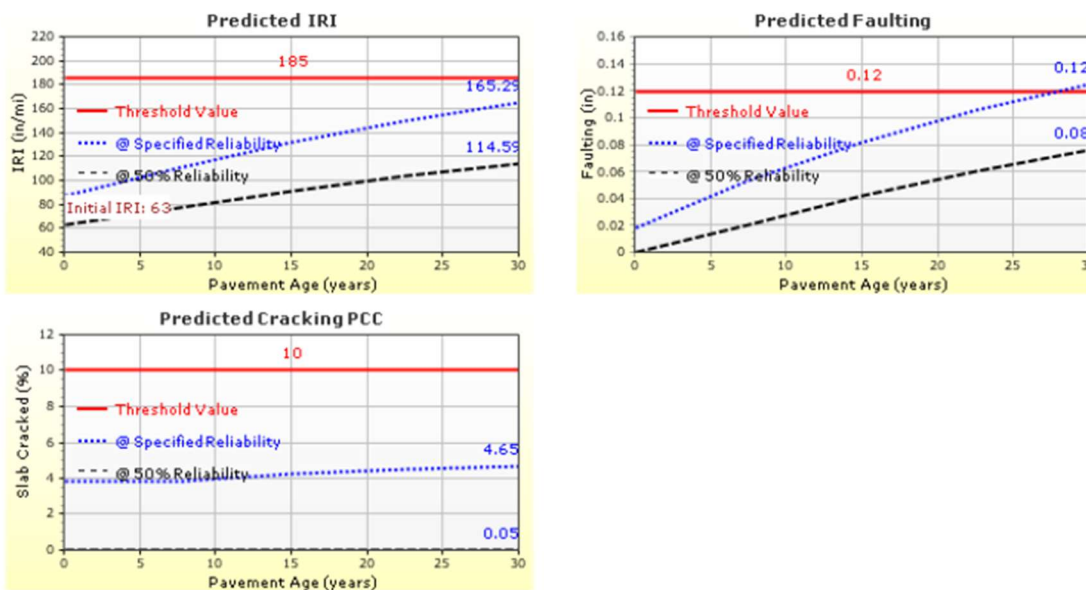 Predicted IRI
IRI (in/mi)
220
200
180
160
140
120
100
80
60
40
185
165.29
114.59
Threshold Value
@ Specified Reliability
@ 50% Reliability
Initial IRI: 63
0 5 10 15 20 25 30
Pavement Age (years)
Predicted Faulting
Faulting (in)
0.16
0.14
0.12
0.10
0.08
0.06
0.04
0.02
0
0.12
0.12
0.08
Threshold Value
@ Specified Reliability
@ 50% Reliability
0 5 10 15 20 25
Pavement Age (years)
Predicted Cracking PCC
Slab Cracked (%)
12
10
8
6
4
2
0
10
4.65
0.05
Threshold Value
@ Specified Reliability
@ 50% Reliability
0 5 10 15 20 25 30
Pavement Age (years)